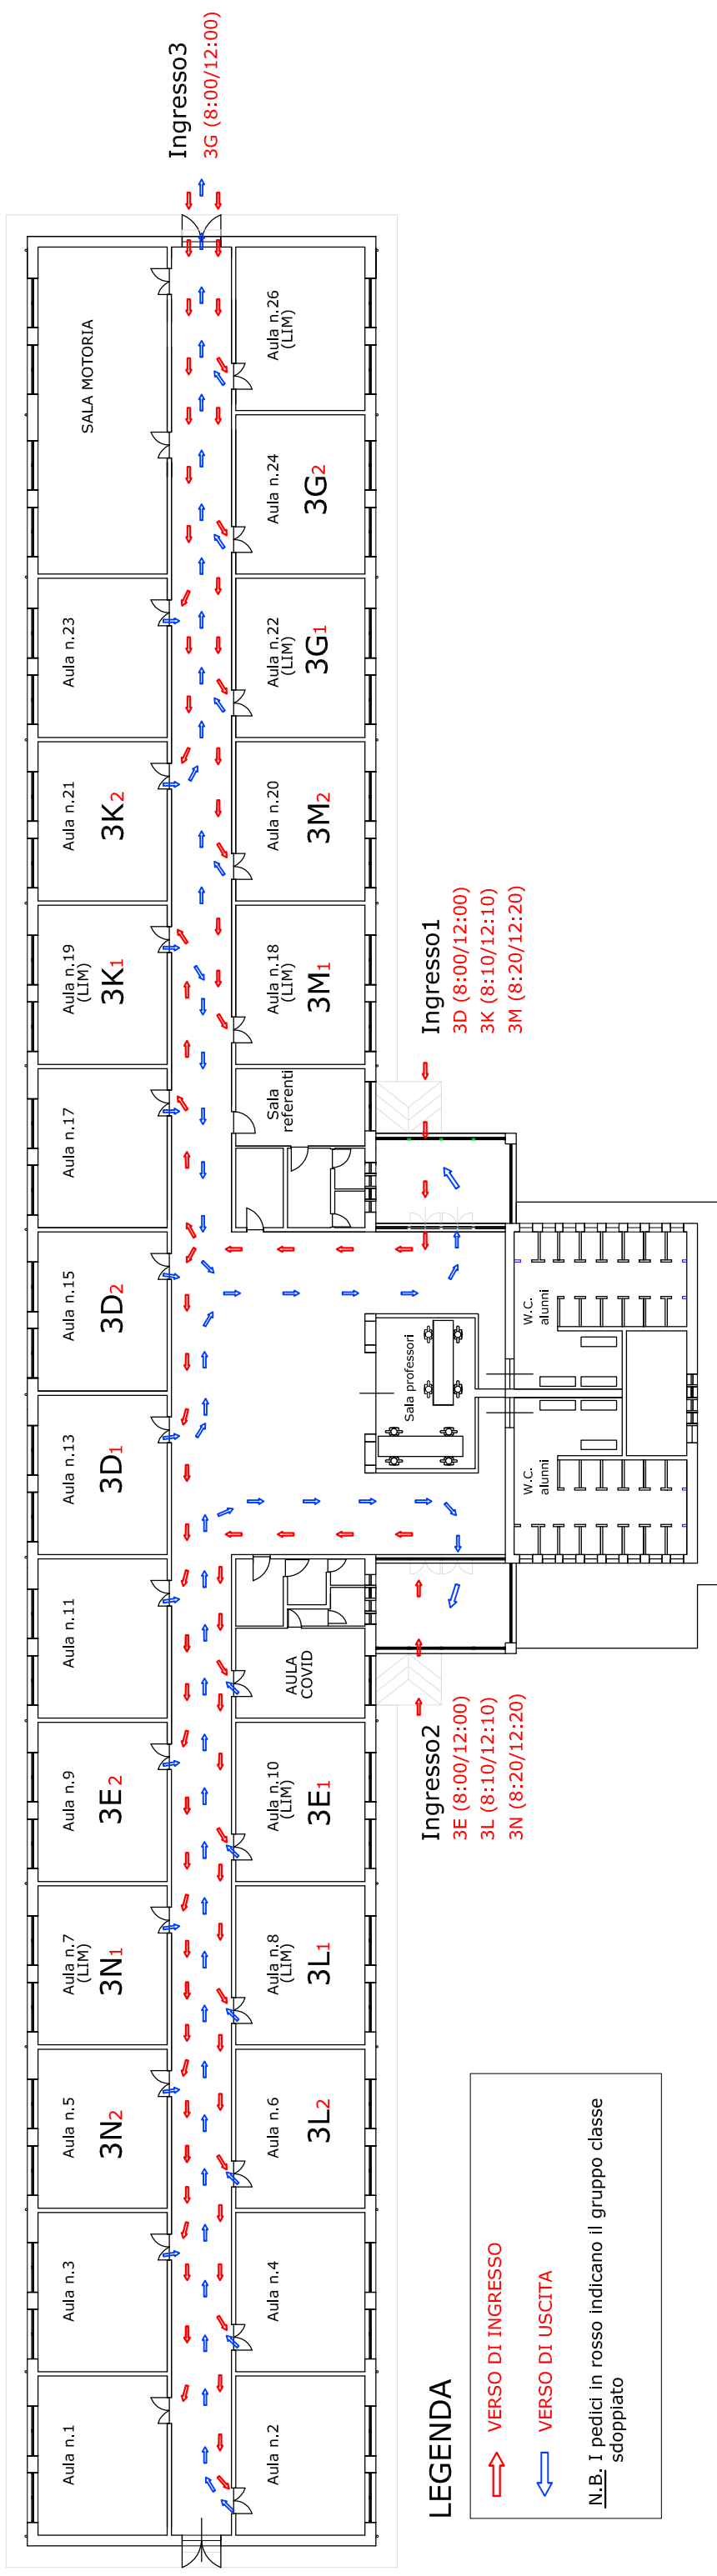 Aula n.1
Aula n.3
Aula n.5
3N2
Aula n.7
(LIM)
3N1
Aula n.9
3E2
Aula n.11
Aula n.13
3D1
Aula n.15
3D2
Aula n.17
Aula n.19
(LIM)
3K1
Aula n.21
3K2
Aula n.23
SALA MOTORIA
Aula n.2
Aula n.4
Aula n.6
3L2
Aula n.8
(LIM)
3L1
Aula n.10
(LIM)
3E1
AULA
COVID
Sala
referenti
Aula n.18
(LIM)
3M1
Aula n.20
3M2
Aula n.22
(LIM)
3G1
Aula n.24
3G2
Aula n.26
(LIM)
Ingresso3
3G (8:00/12:00)
Sala professori
W.C.
alunni
W.C.
alunni
Ingresso2
3E (8:00/12:00)
3L (8:10/12:10)
3N (8:20/12:20)
Ingresso1
3D (8:00/12:00)
3K (8:10/12:10)
3M (8:20/12:20)
LEGENDA
VERSO DI INGRESSO
VERSO DI USCITA
N.B. I pedici in rosso indicano il gruppo classe
sdoppiato